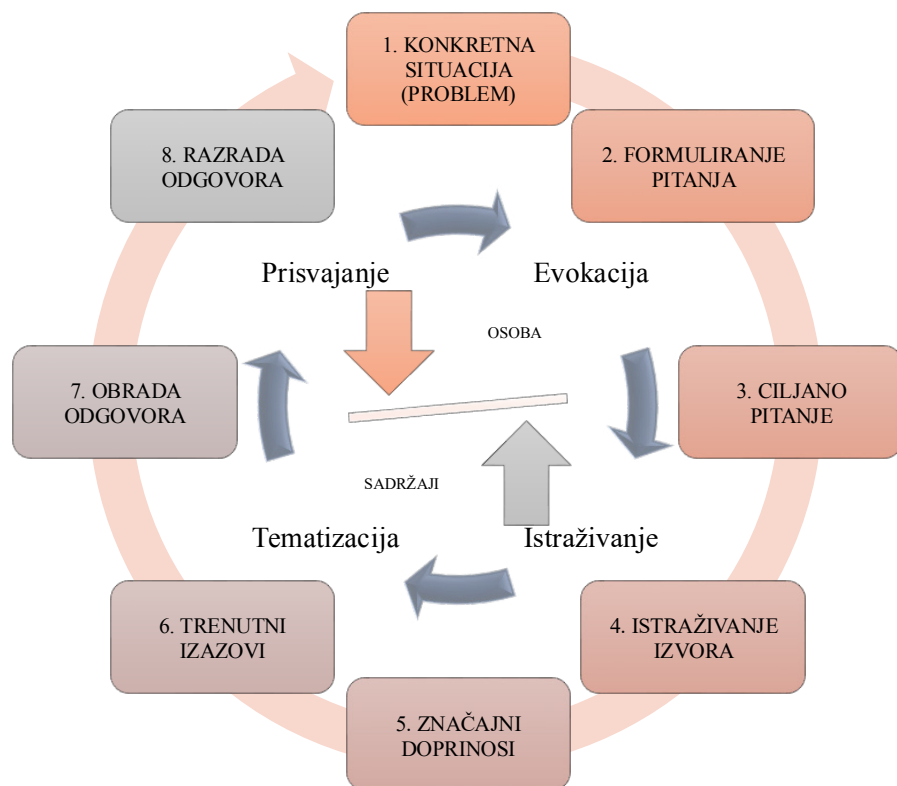 1. KONKRETNA
SITUACIJA
(PROBLEM)
2. FORMULIRANJE
PITANJA
3. CILJANO
PITANJE
4. ISTRAŽIVANJE
IZVORA
5. ZNAČAJNI
DOPRINOSI
6. TRENUTNI
IZAZOVI
7. OBRADA
ODGOVORA
8. RAZRADA
ODGOVORA
Prisvajanje
Evokacija
OSOBA
SADRŽAJI
Tematizacija
Istraživanje